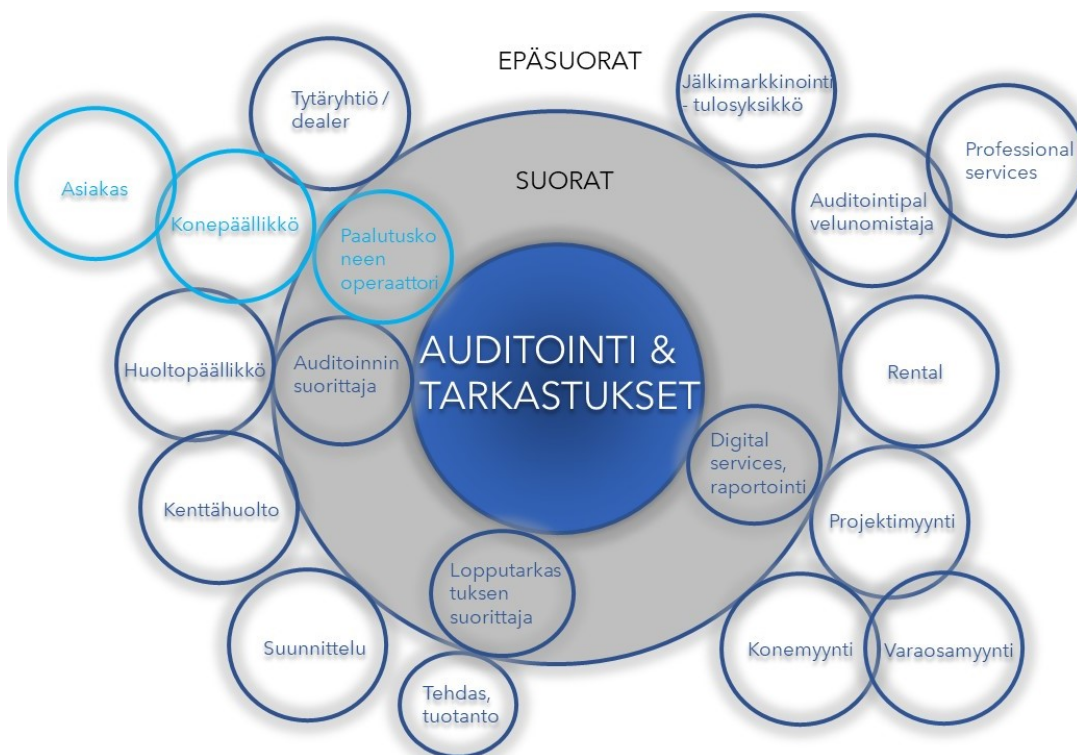 EPÄSUORAT
Jälkimarkkinointi
- tulosyksikkö
Tytäryhtiö /
dealer
Professional
services
SUORAT
Asiakas
Konepäällikkö
Auditointipal
velunomistaja
Paalutusko
neen
operaattori
AUDITOINTI &
TARKASTUKSET
Huoltopäällikkö
Auditoinnin
suorittaja
Rental
Digital
services,
raportointi
Kenttähuolto
Projektimyynti
Lopputarkas
tuksen
suorittaja
Suunnittelu
Konemyynti
Varaosamyynti
Tehdas,
tuotanto